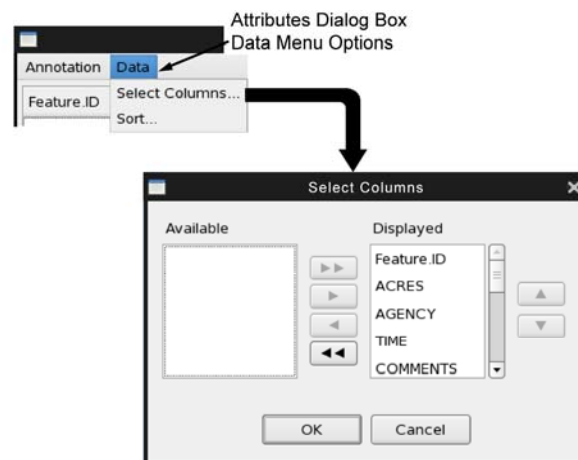 Attributes Dialog Box
Data Menu Options
Annotation Data
Feature.ID
Select Columns...
Sort...
Select Columns
Available
Displayed
Feature.ID
ACRES
AGENCY
TIME
COMMENTS
OK
Cancel